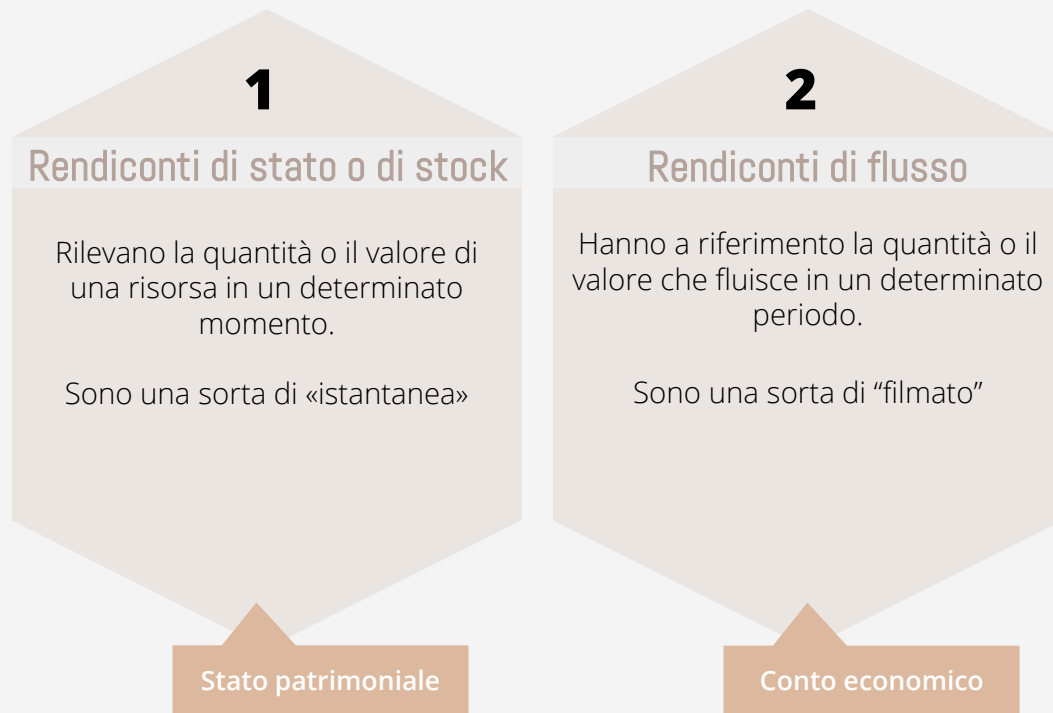 1
Rendiconti di stato o di stock
Rilevano la quantità o il valore di
una risorsa in un determinato
momento.
Sono una sorta di «istantanea»
Stato patrimoniale
2
Rendiconti di flusso
Hanno a riferimento la quantità o il
valore che fluisce in un determinato
periodo.
Sono una sorta di “filmato”
Conto economico